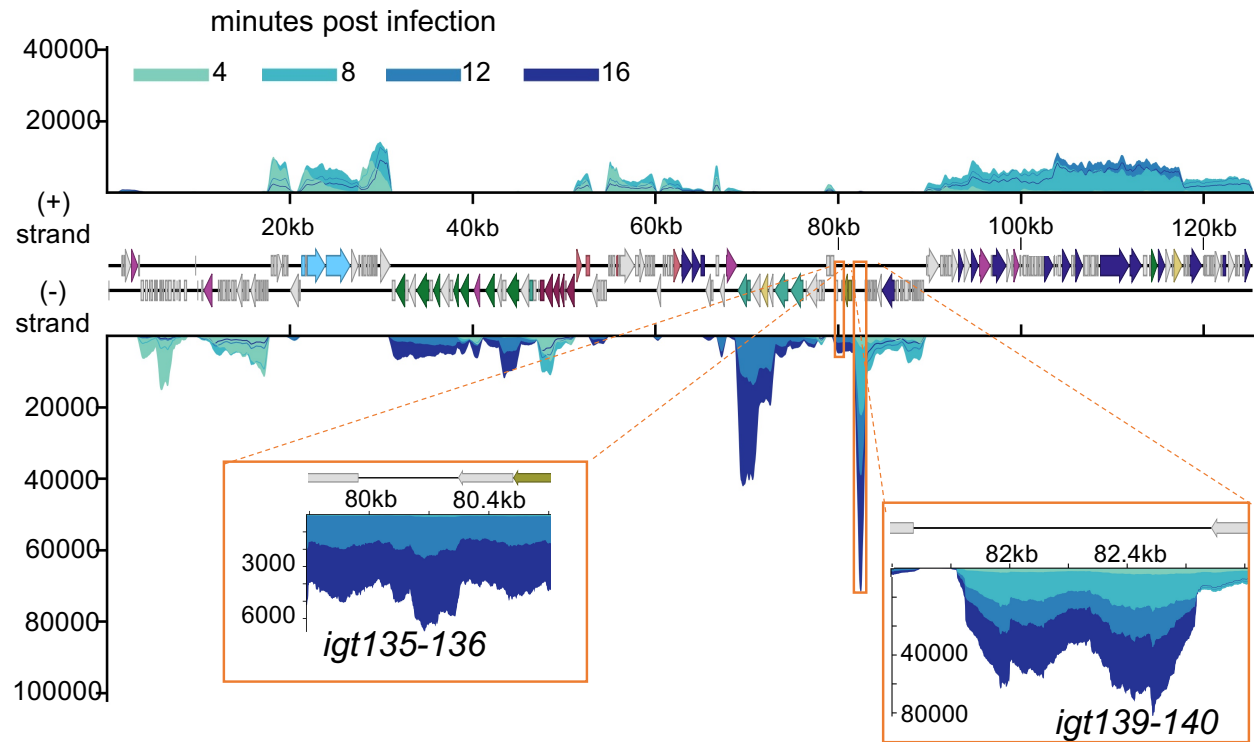 minutes post infection
4 8 12 16
40000
20000
(+)
strand
20kb 40kb 60kb 80kb 100kb 120kb
(-)
strand
20000
40000
60000
80000
100000
80kb 80.4kb
3000
6000
igt135-136
82kb 82.4kb
40000
80000
igt139-140